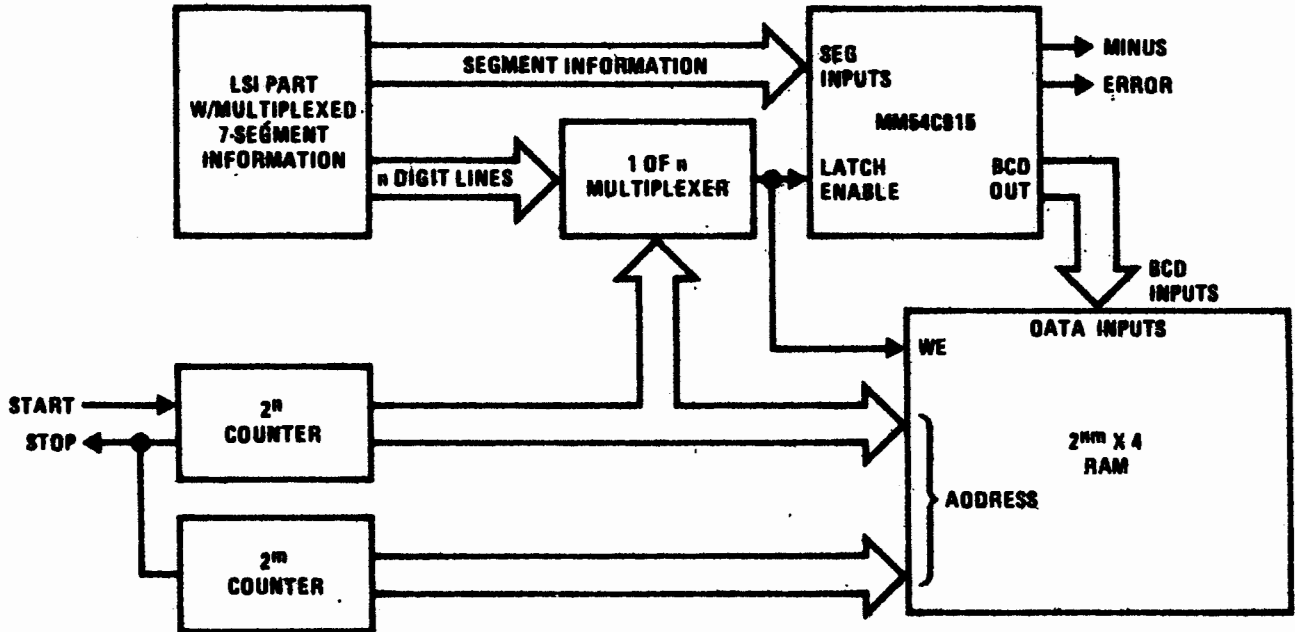 LSI PART
W/MULTIPLEXED
7-SEGMENT
INFORMATION
SEGMENT INFORMATION
n DIGIT LINES
1 OF n
MULTIPLEXER
SEG
INPUTS
MM54C915
LATCH
ENABLE
BCD
OUT
MINUS
ERROR
BCD
INPUTS
DATA INPUTS
WE
2ⁿᵐ X 4
RAM
ADDRESS
START
STOP
2ⁿ
COUNTER
2ᵐ
COUNTER